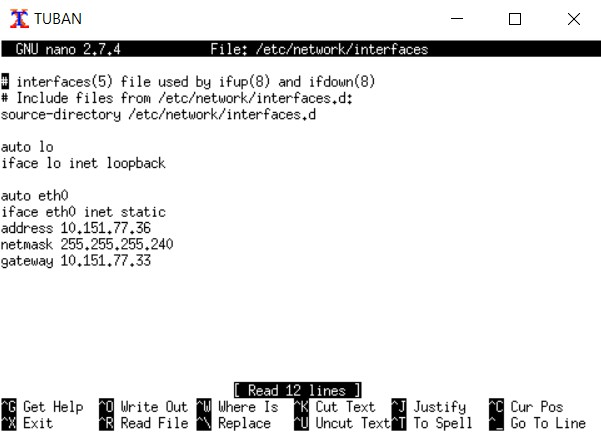 TUBAN
GNU nano 2.7.4 File: /etc/network/interfaces
# interfaces(5) file used by ifup(8) and ifdown(8)
# Include files from /etc/network/interfaces.d:
source-directory /etc/network/interfaces.d
auto lo
iface lo inet loopback
auto eth0
iface eth0 inet static
address 10.151.77.36
netmask 255.255.255.240
gateway 10.151.77.33
[ Read 12 lines ]
^G Get Help ^O Write Out ^W Where Is ^K Cut Text ^J Justify ^C Cur Pos
^X Exit ^R Read File ^\ Replace ^U Uncut Text ^T To Spell ^_ Go To Line